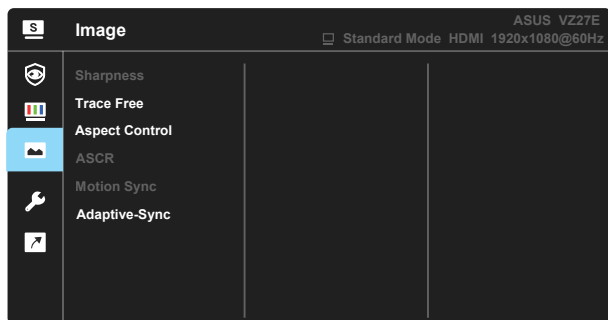 S
Image
ASUS VZ27E
Standard Mode HDMI 1920x1080@60Hz
Sharpness
Trace Free
Aspect Control
ASCR
Motion Sync
Adaptive-Sync